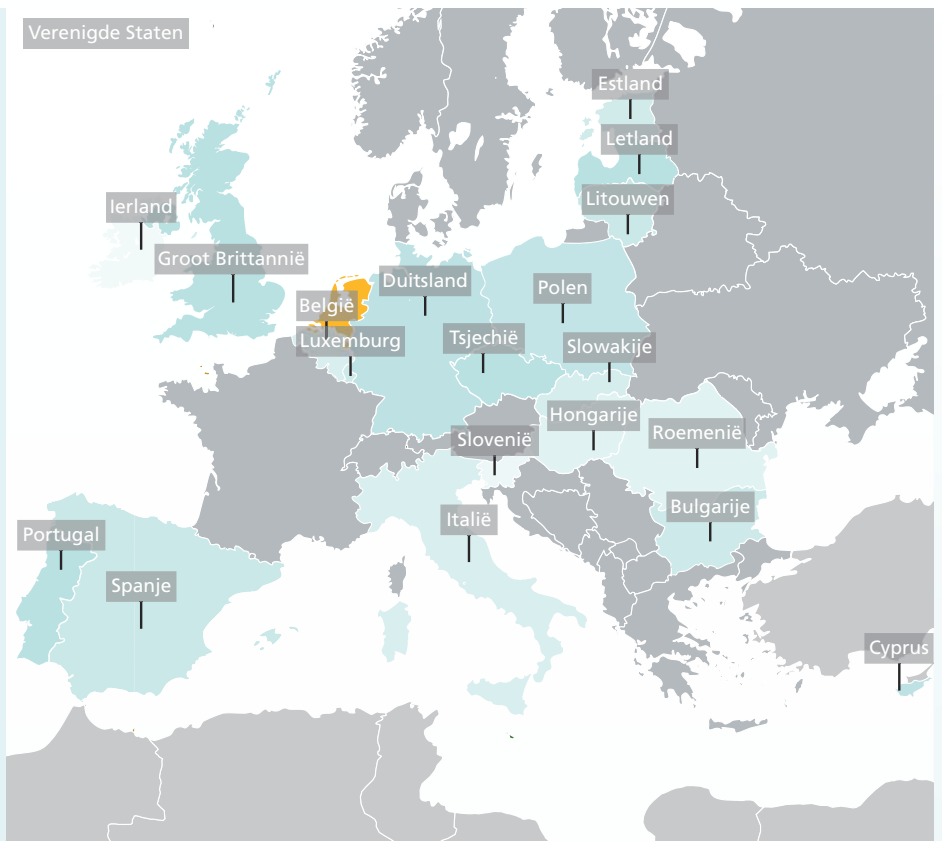 Verenigde Staten
Estland
Letland
Litouwen
Ierland
Groot Brittannië
Duitsland
Polen
België
Luxemburg
Tsjechië
Slowakije
Hongarije
Roemenië
Slovenië
Bulgarije
Italië
Portugal
Spanje
Cyprus